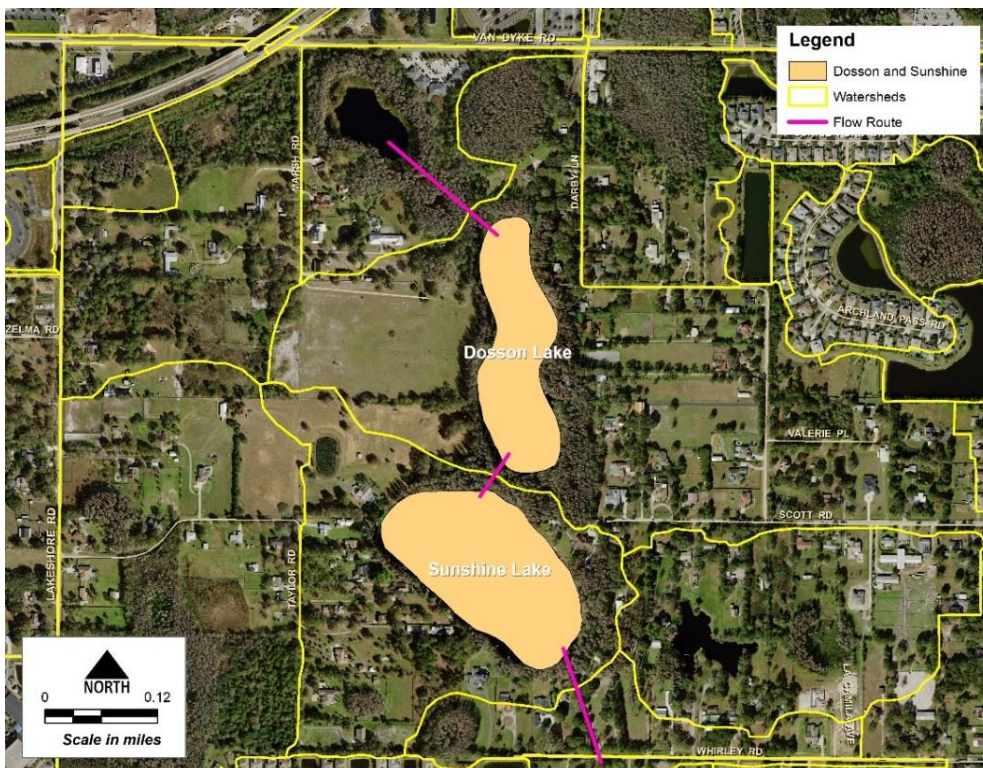 VAN DYKE RD
Legend
Dosson and Sunshine
Watersheds
Flow Route
MARSH RD
DARBY LN
ZELMA RD
ARCHLAND PASS RD
Dosson Lake
VALERIE PL
SCOTT RD
LAKESHORE RD
TAYLOR RD
Sunshine Lake
NORTH
0 0.12
Scale in miles
WHIRLEY RD